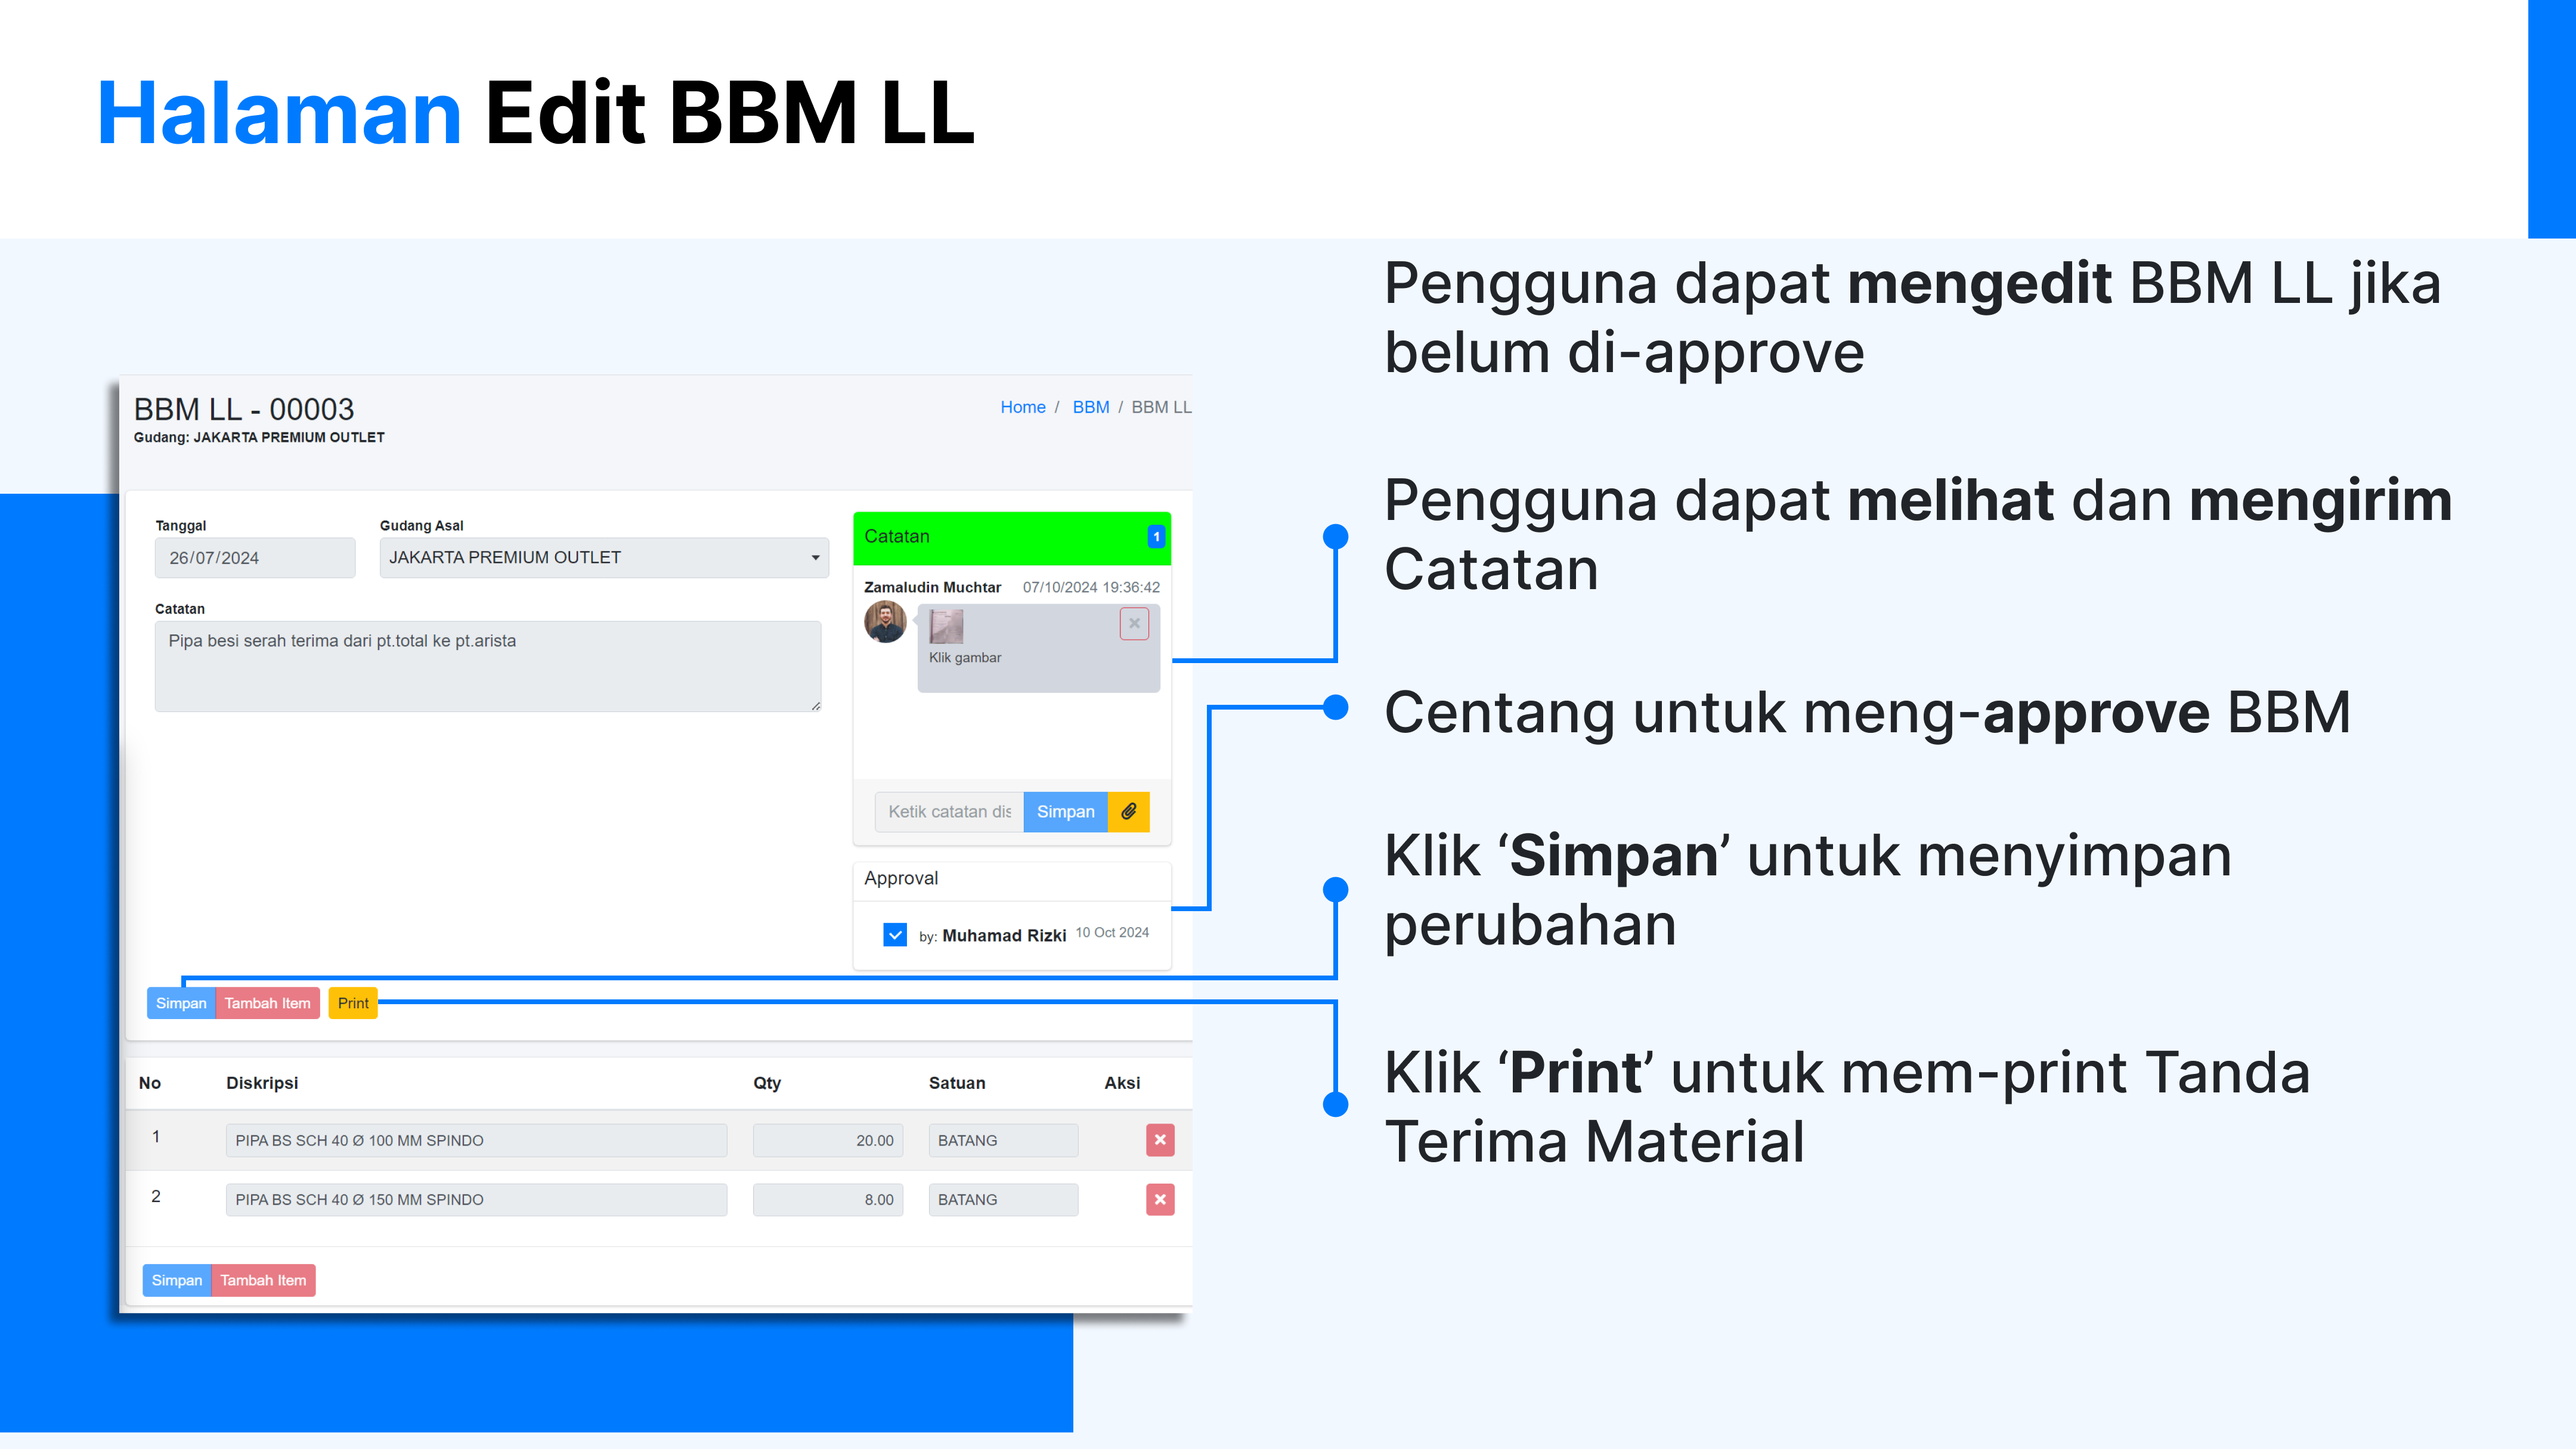 Halaman Edit BBM LL
Pengguna dapat mengedit BBM LL jika
belum di-approve
BBM LL - 00003
Gudang: JAKARTA PREMIUM OUTLET
Home / BBM / BBM LL
Tanggal
26/07/2024
Gudang Asal
JAKARTA PREMIUM OUTLET
Catatan
Pipa besi serah terima dari pt.total ke pt.arista
Catatan 1
Zamaludin Muchtar 07/10/2024 19:36:42
Klik gambar
Ketik catatan dis Simpan
Approval
by: Muhamad Rizki 10 Oct 2024
Simpan Tambah Item Print
No Diskripsi Qty Satuan Aksi
1 PIPA BS SCH 40 Ø 100 MM SPINDO 20.00 BATANG
2 PIPA BS SCH 40 Ø 150 MM SPINDO 8.00 BATANG
Simpan Tambah Item
Pengguna dapat melihat dan mengirim
Catatan
Centang untuk meng-approve BBM
Klik ‘Simpan’ untuk menyimpan
perubahan
Klik ‘Print’ untuk mem-print Tanda
Terima Material